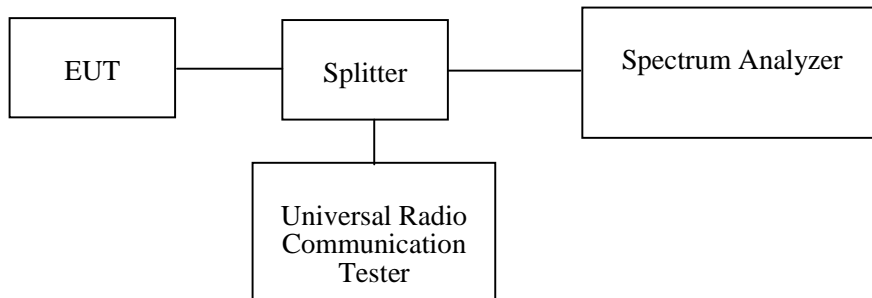 EUT
Splitter
Spectrum Analyzer
Universal Radio
Communication
Tester